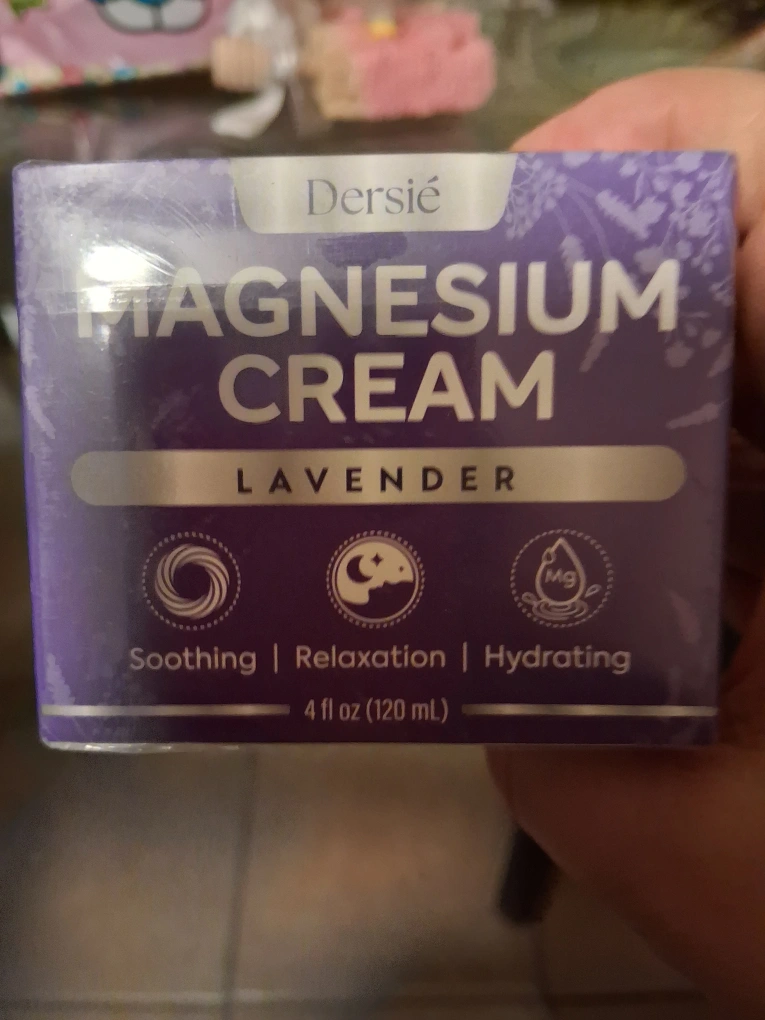 Dersié
MAGNESIUM
CREAM
LAVENDER
Mg
Soothing | Relaxation | Hydrating
4 fl oz (120 mL)